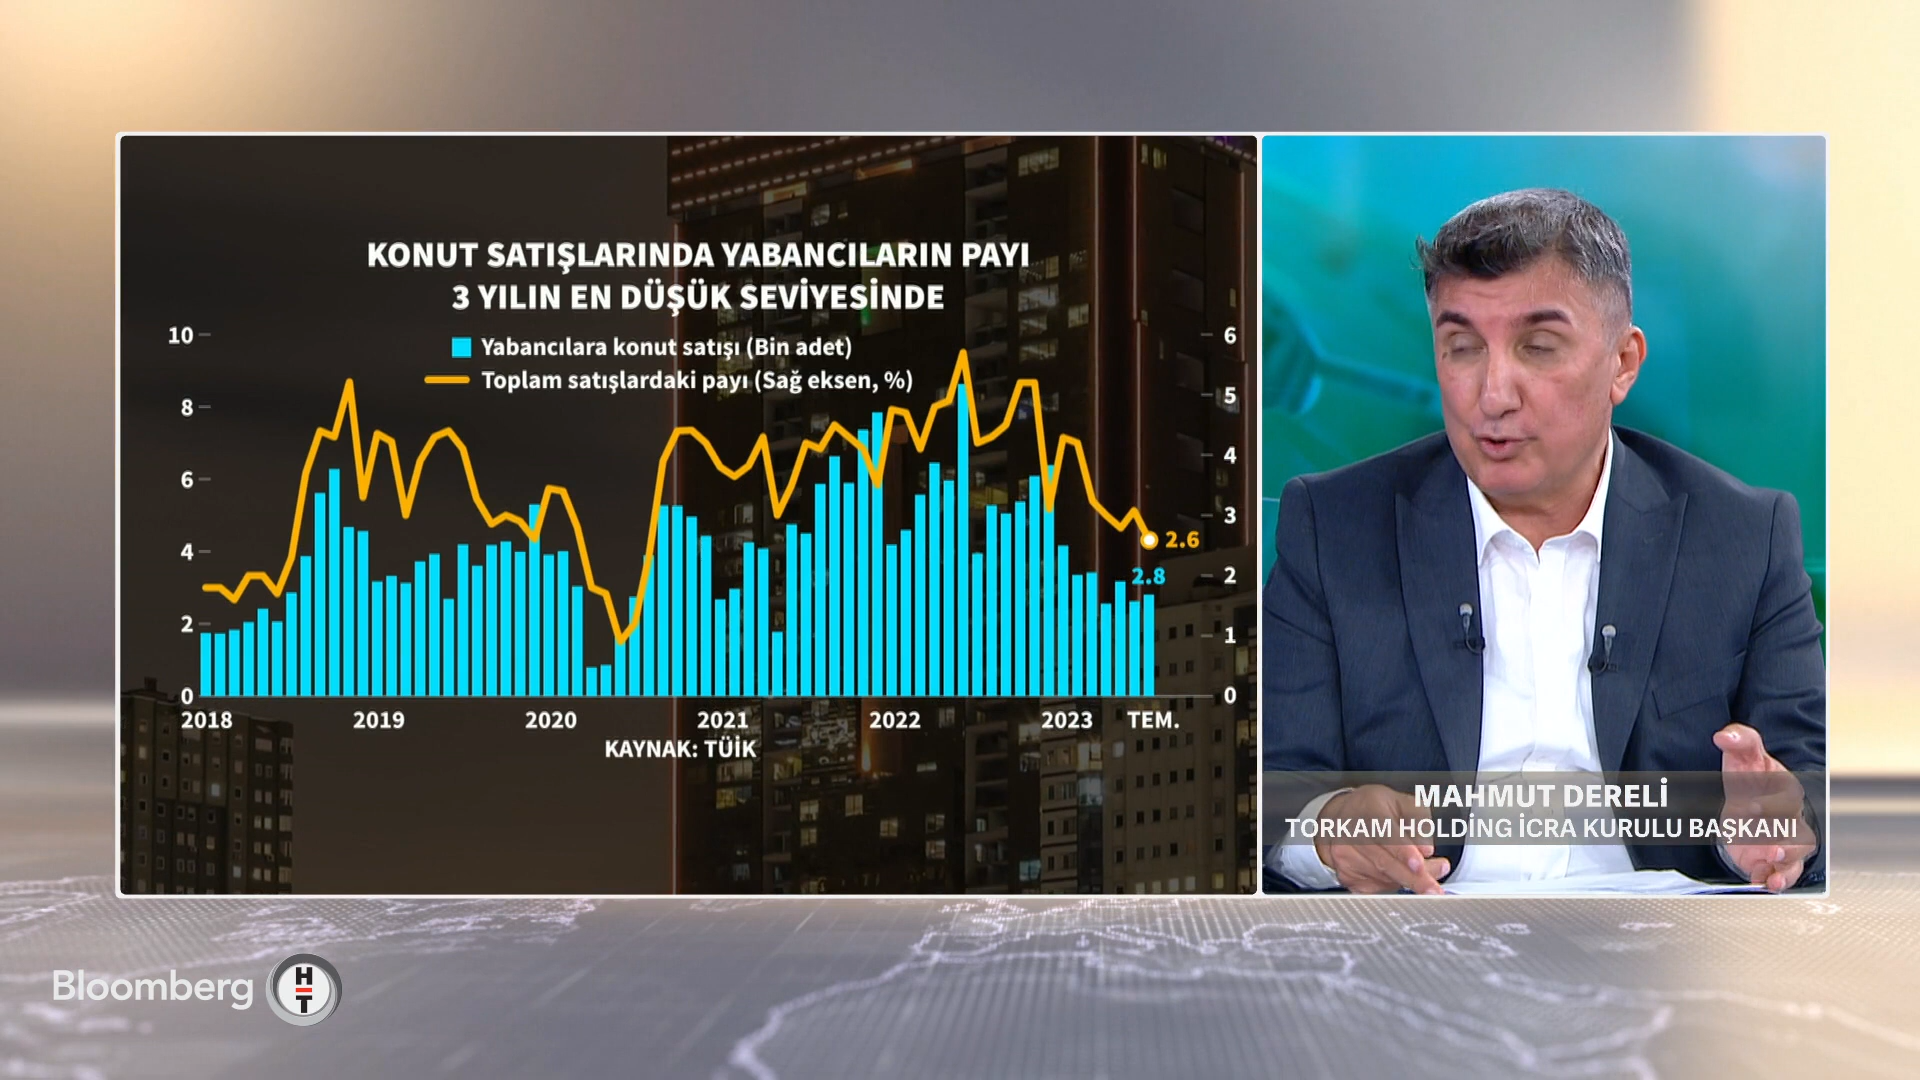 KONUT SATIŞLARINDA YABANCILARIN PAYI
3 YILIN EN DÜŞÜK SEVİYESİNDE
Yabancılara konut satışı (Bin adet)
Toplam satışlardaki payı (Sağ eksen, %)
10
8
6
4
2
0
6
5
4
3
2
1
0
2.6
2.8
2018 2019 2020 2021 2022 2023 TEM.
KAYNAK: TÜİK
MAHMUT DERELİ
TORKAM HOLDİNG İCRA KURULU BAŞKANI
Bloomberg HT